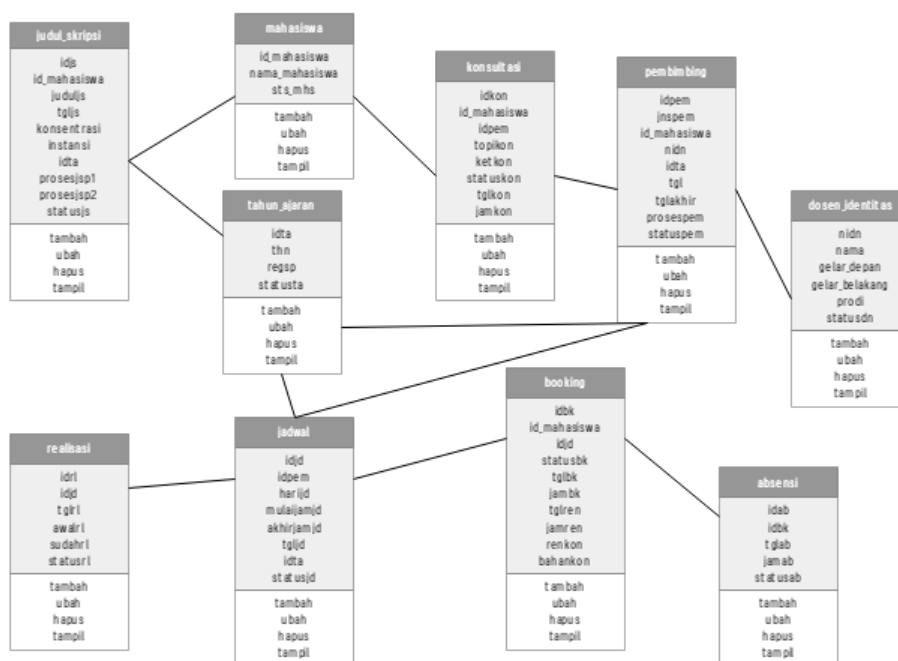 judul_skripsi
idjs
id_mahasiswa
juduljs
tgljs
konsentrasi
instansi
idta
prosesjsp1
prosesjsp2
statusjs
tambah
ubah
hapus
tampil
mahasiswa
id_mahasiswa
nama_mahasiswa
sts_mhs
tambah
ubah
hapus
tampil
konsultasi
idkon
id_mahasiswa
idpem
topikon
ketkon
statuskon
tglkon
jamkon
tambah
ubah
hapus
tampil
pembimbing
idpem
jnspem
id_mahasiswa
nidn
idta
tgl
tglakhir
prosespem
statuspem
tambah
ubah
hapus
tampil
tahun_ajaran
idta
thn
regsp
statusta
tambah
ubah
hapus
tampil
dosen_identitas
nidn
nama
gelar_depan
gelar_belakang
prodi
statusdn
tambah
ubah
hapus
tampil
realisasi
idrl
idjd
tglrl
awalrl
sudahrl
statusrl
tambah
ubah
hapus
tampil
jadwal
idjd
idpem
harijd
mulaijamjd
akhirjamjd
tgljd
idta
statusjd
tambah
ubah
hapus
tampil
booking
idbk
id_mahasiswa
idjd
statusbk
tglbk
jambk
tglren
jamren
renkon
bahankon
tambah
ubah
hapus
tampil
absensi
idab
idbk
tglab
jamab
statusab
tambah
ubah
hapus
tampil